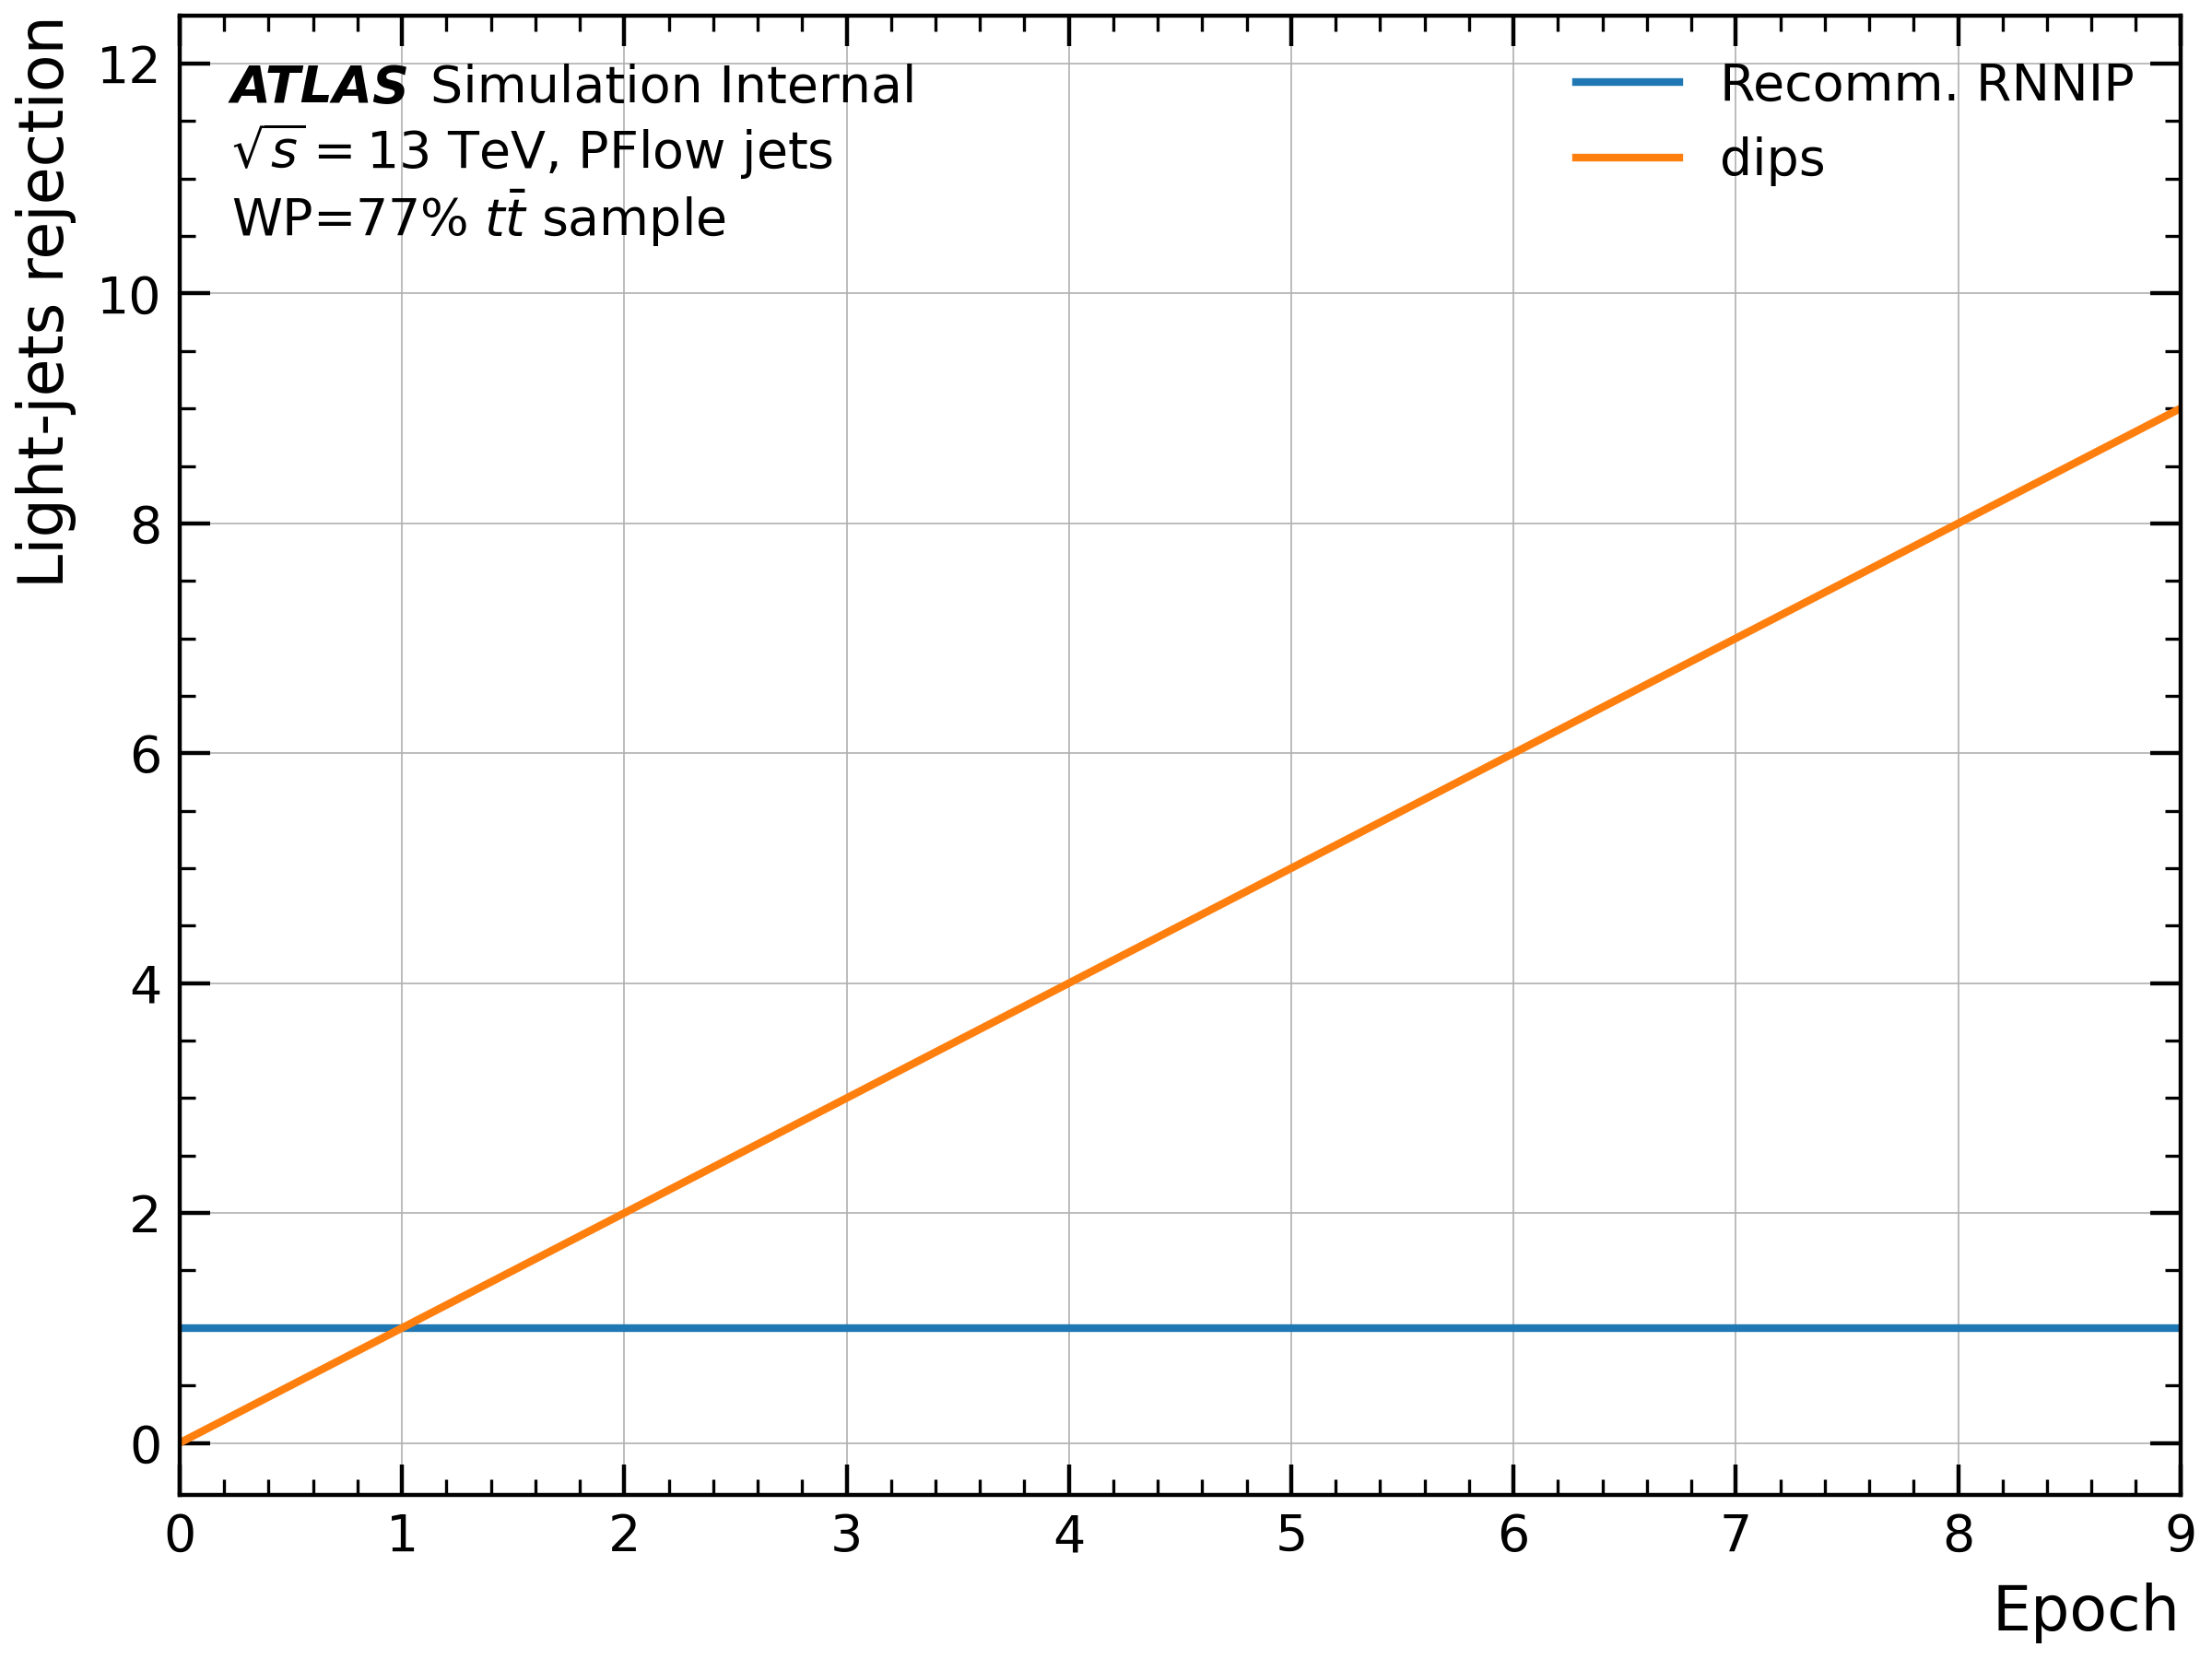 Light-jets rejection
12
10
8
6
4
2
0
ATLAS Simulation Internal
√s = 13 TeV, PFlow jets
WP=77% tt̄ sample
Recomm. RNNIP
dips
0 1 2 3 4 5 6 7 8 9
Epoch